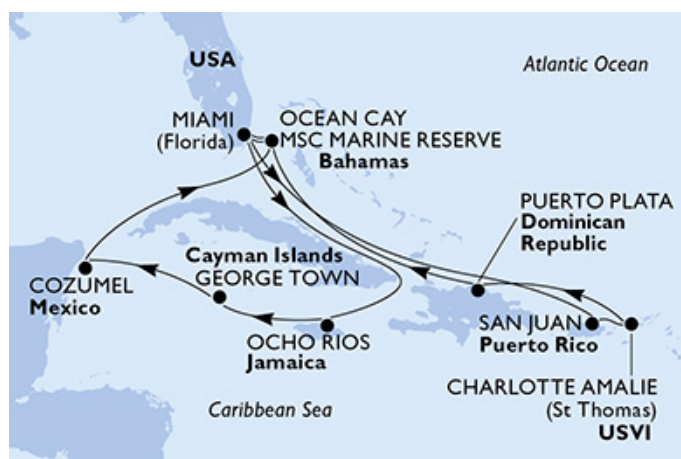 USA
Atlantic Ocean
MIAMI
(Florida)
OCEAN CAY
MSC MARINE RESERVE
Bahamas
PUERTO PLATA
Dominican
Republic
Cayman Islands
GEORGE TOWN
COZUMEL
Mexico
OCHO RIOS
Jamaica
SAN JUAN
Puerto Rico
CHARLOTTE AMALIE
(St Thomas)
USVI
Caribbean Sea